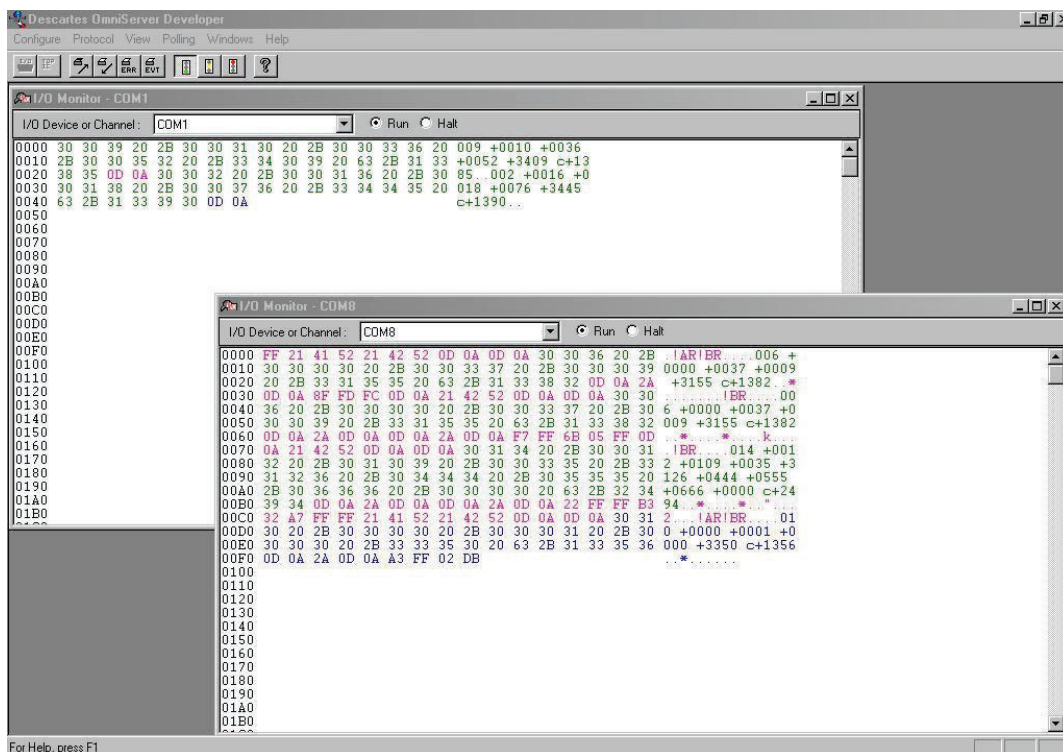 Descartes OmniServer Developer
Configure Protocol View Polling Windows Help
I/O Monitor - COM1
I/O Device or Channel : COM1 Run Halt
0000 30 30 39 20 2B 30 30 31 30 20 2B 30 30 33 36 20 009 +0010 +0036
0010 2B 30 30 35 32 20 2B 33 34 30 39 20 63 2B 31 33 +0052 +3409 c+13
0020 38 35 0D 0A 30 30 32 20 2B 30 30 31 36 20 2B 30 85..002 +0016 +0
0030 30 31 38 20 2B 30 30 37 36 20 2B 33 34 34 35 20 018 +0076 +3445
0040 63 2B 31 33 39 30 0D 0A c+1390..
0050
0060
0070
0080
0090
00A0
00B0
00C0
00D0
00E0
00F0
0100
0110
0120
0130
0140
0150
0160
0170
0180
0190
01A0
01B0
I/O Monitor - COM8
I/O Device or Channel : COM8 Run Halt
0000 FF 21 41 52 21 42 52 0D 0A 0D 0A 30 30 36 20 2B .!AR!BR....006 +
0010 30 30 30 30 20 2B 30 30 33 37 20 2B 30 30 30 39 0000 +0037 +0009
0020 20 2B 33 31 35 35 20 63 2B 31 33 38 32 0D 0A 2A +3155 c+1382..*
0030 0D 0A 8F FD FC 0D 0A 21 42 52 0D 0A 0D 0A 30 30 .......!BR....00
0040 36 20 2B 30 30 30 30 20 2B 30 30 33 37 20 2B 30 6 +0000 +0037 +0
0050 30 30 39 20 2B 33 31 35 35 20 63 2B 31 33 38 32 009 +3155 c+1382
0060 0D 0A 2A 0D 0A 0D 0A 2A 0D 0A F7 FF 6B 05 FF 0D ..*....*....k...
0070 0A 21 42 52 0D 0A 0D 0A 30 31 34 20 2B 30 30 31 .!BR....014 +001
0080 32 20 2B 30 31 30 39 20 2B 30 30 33 35 20 2B 33 2 +0109 +0035 +3
0090 31 32 36 20 2B 30 34 34 34 20 2B 30 35 35 35 20 126 +0444 +0555
00A0 2B 30 36 36 36 20 2B 30 30 30 30 20 63 2B 32 34 +0666 +0000 c+24
00B0 39 34 0D 0A 2A 0D 0A 0D 0A 2A 0D 0A 22 FF FF B3 94..*....*..."..
00C0 32 A7 FF FF 21 41 52 21 42 52 0D 0A 0D 0A 30 31 2...!AR!BR....01
00D0 30 20 2B 30 30 30 30 20 2B 30 30 30 31 20 2B 30 0 +0000 +0001 +0
00E0 30 30 30 20 2B 33 33 35 30 20 63 2B 31 33 35 36 000 +3350 c+1356
00F0 0D 0A 2A 0D 0A A3 FF 02 DB ..*......
0100
0110
0120
0130
0140
0150
0160
0170
0180
0190
01A0
01B0
For Help, press F1